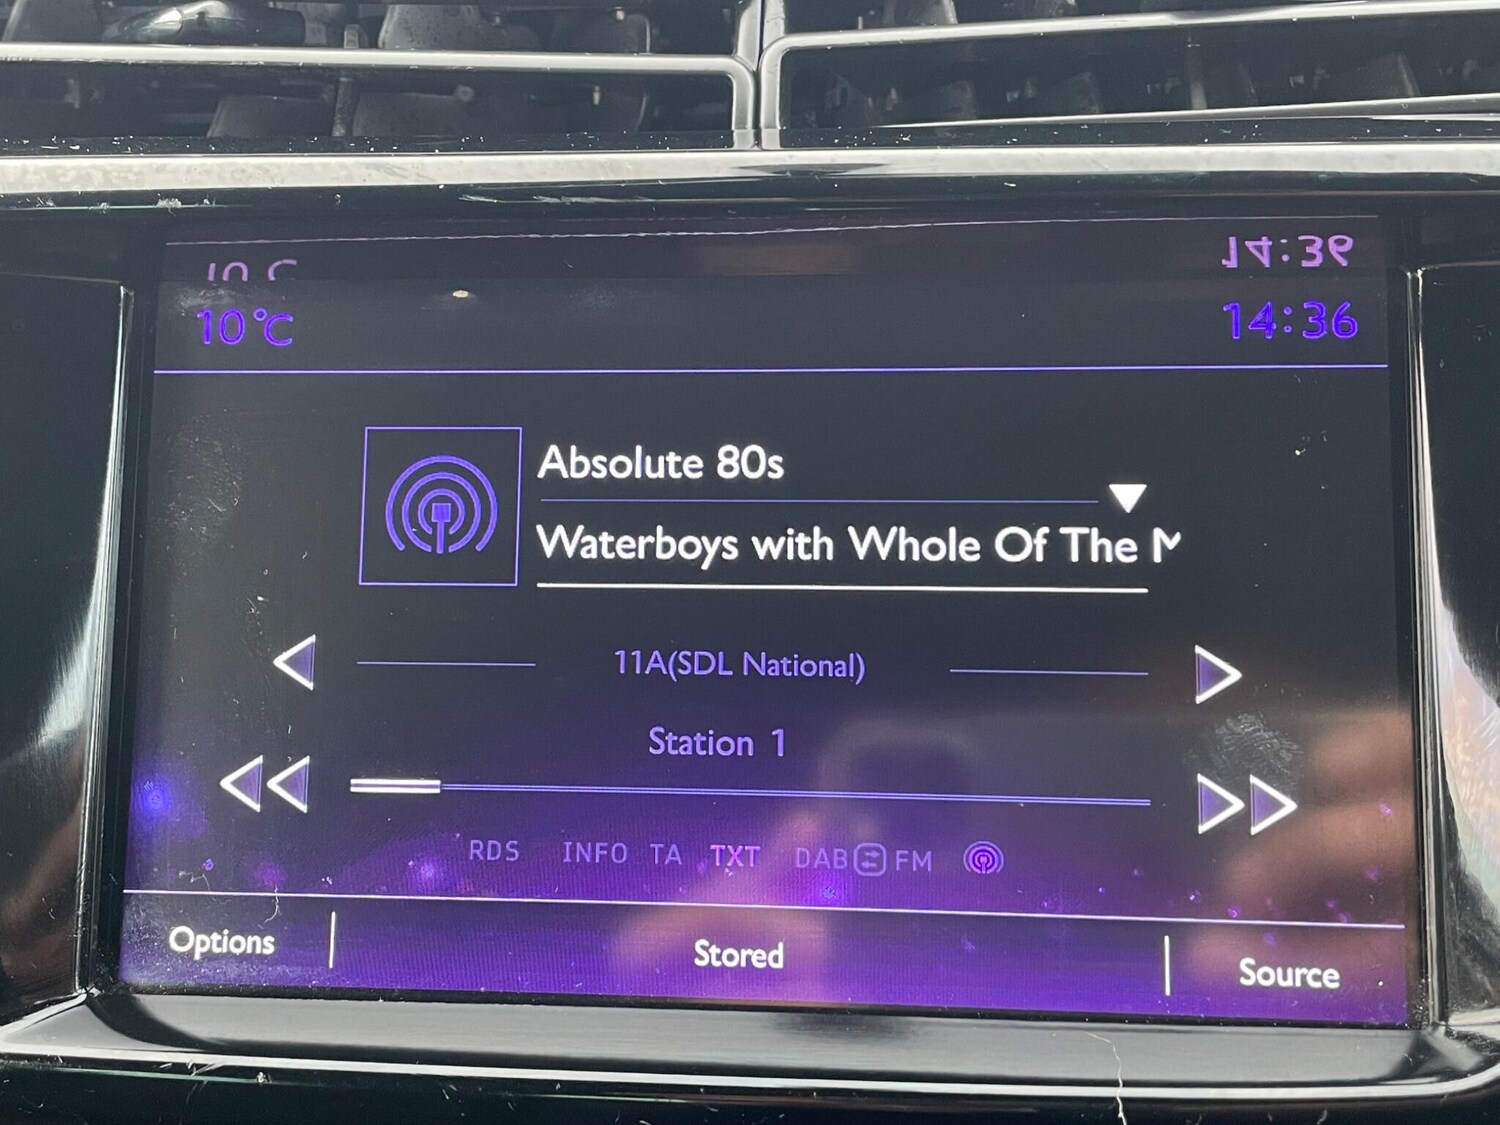 10°C 14:36
Absolute 80s
Waterboys with Whole Of The M
11A(SDL National)
Station 1
RDS INFO TA TXT DAB FM
Options Stored Source